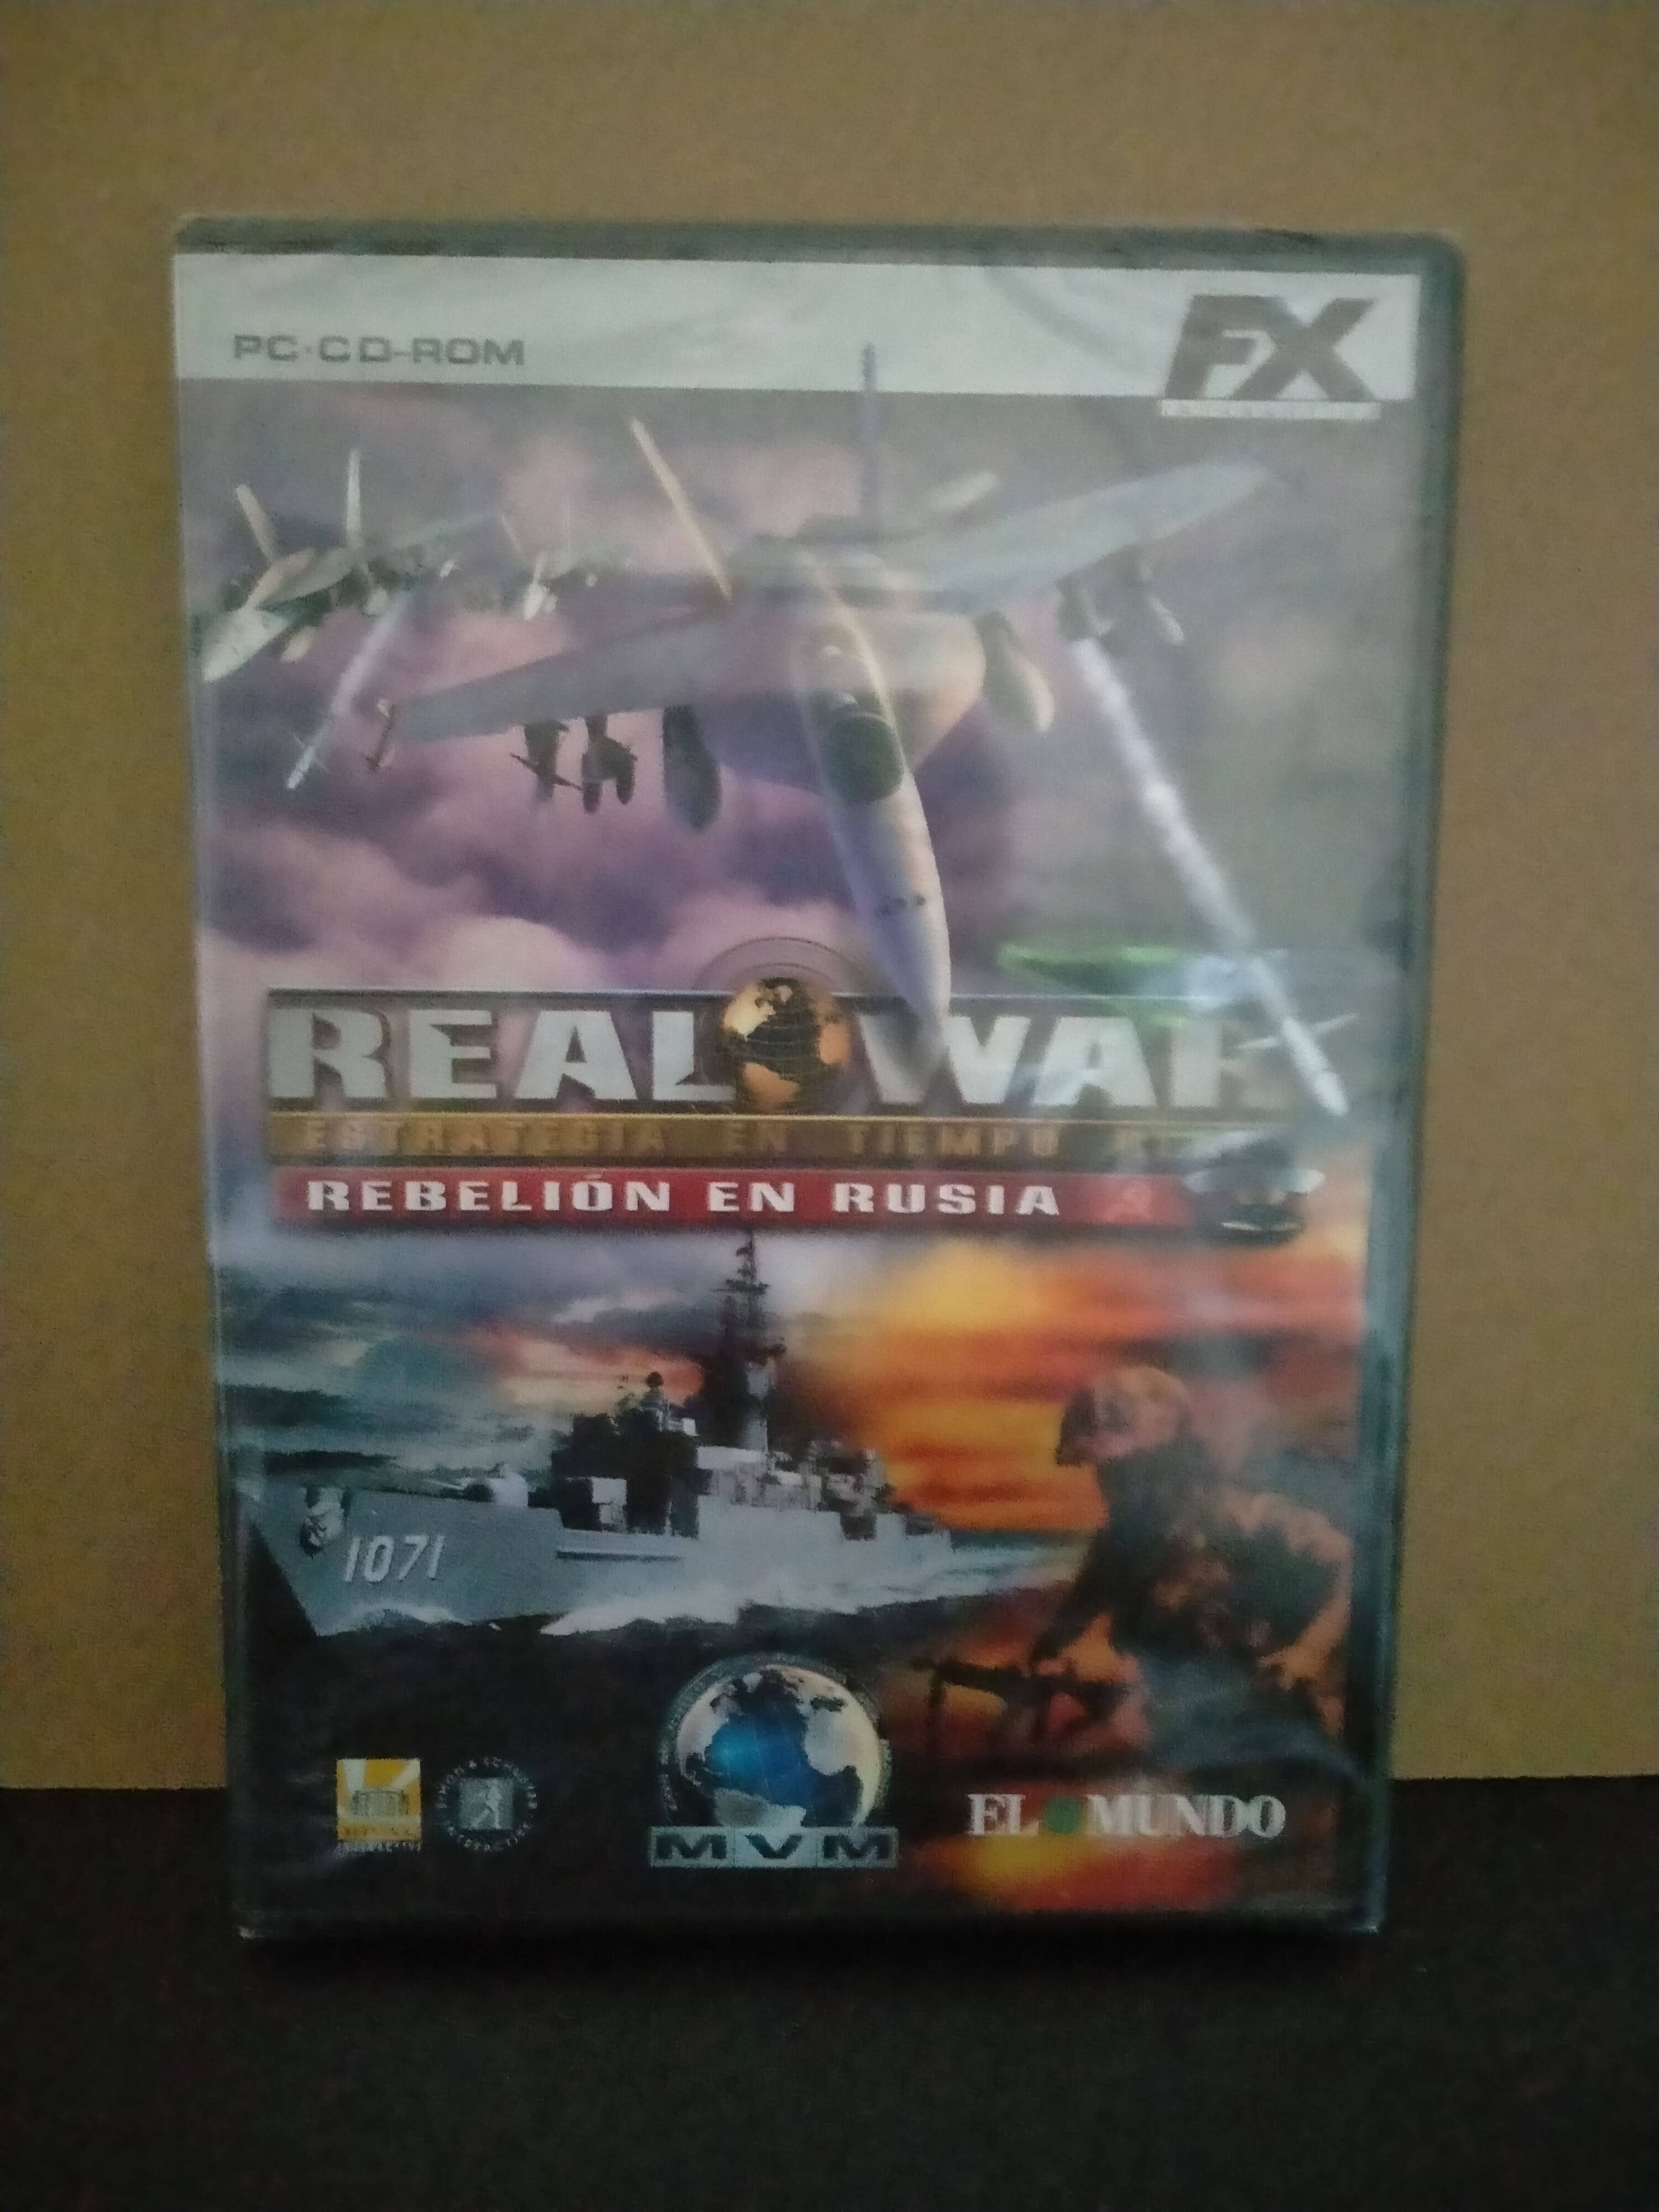 PC·CD-ROM
FX
REAL WAR
ESTRATEGIA EN TIEMPO
REBELIÓN EN RUSIA
1071
MVM
EL MUNDO